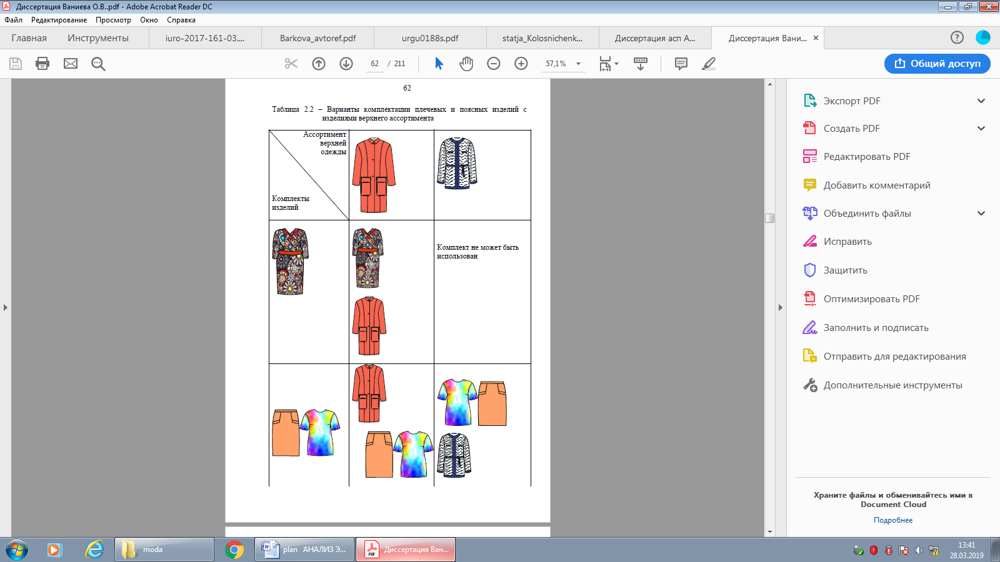 Диссертация Ваниева О.В..pdf - Adobe Acrobat Reader DC
Файл Редактирование Просмотр Окно Справка
Главная Инструменты iuro-2017-161-03.... Barkova_avtoref.pdf urgu0188s.pdf statja_Kolosnichenk... Диссертация асп А... Диссертация Вани... ×
62 / 211 57,1% Общий доступ
62
Таблица 2.2 – Варианты комплектации плечевых и поясных изделий с
изделиями верхнего ассортимента
Ассортимент
верхней
одежды
Комплекты
изделий
Комплект не может быть
использован
Экспорт PDF
Создать PDF
Редактировать PDF
Добавить комментарий
Объединить файлы
Исправить
Защитить
Оптимизировать PDF
Заполнить и подписать
Отправить для редактирования
Дополнительные инструменты
Храните файлы и обменивайтесь ими в
Document Cloud
Подробнее
moda
plan АНАЛИЗ Э...
PDF
Диссертация Ван...
13:41
28.03.2019